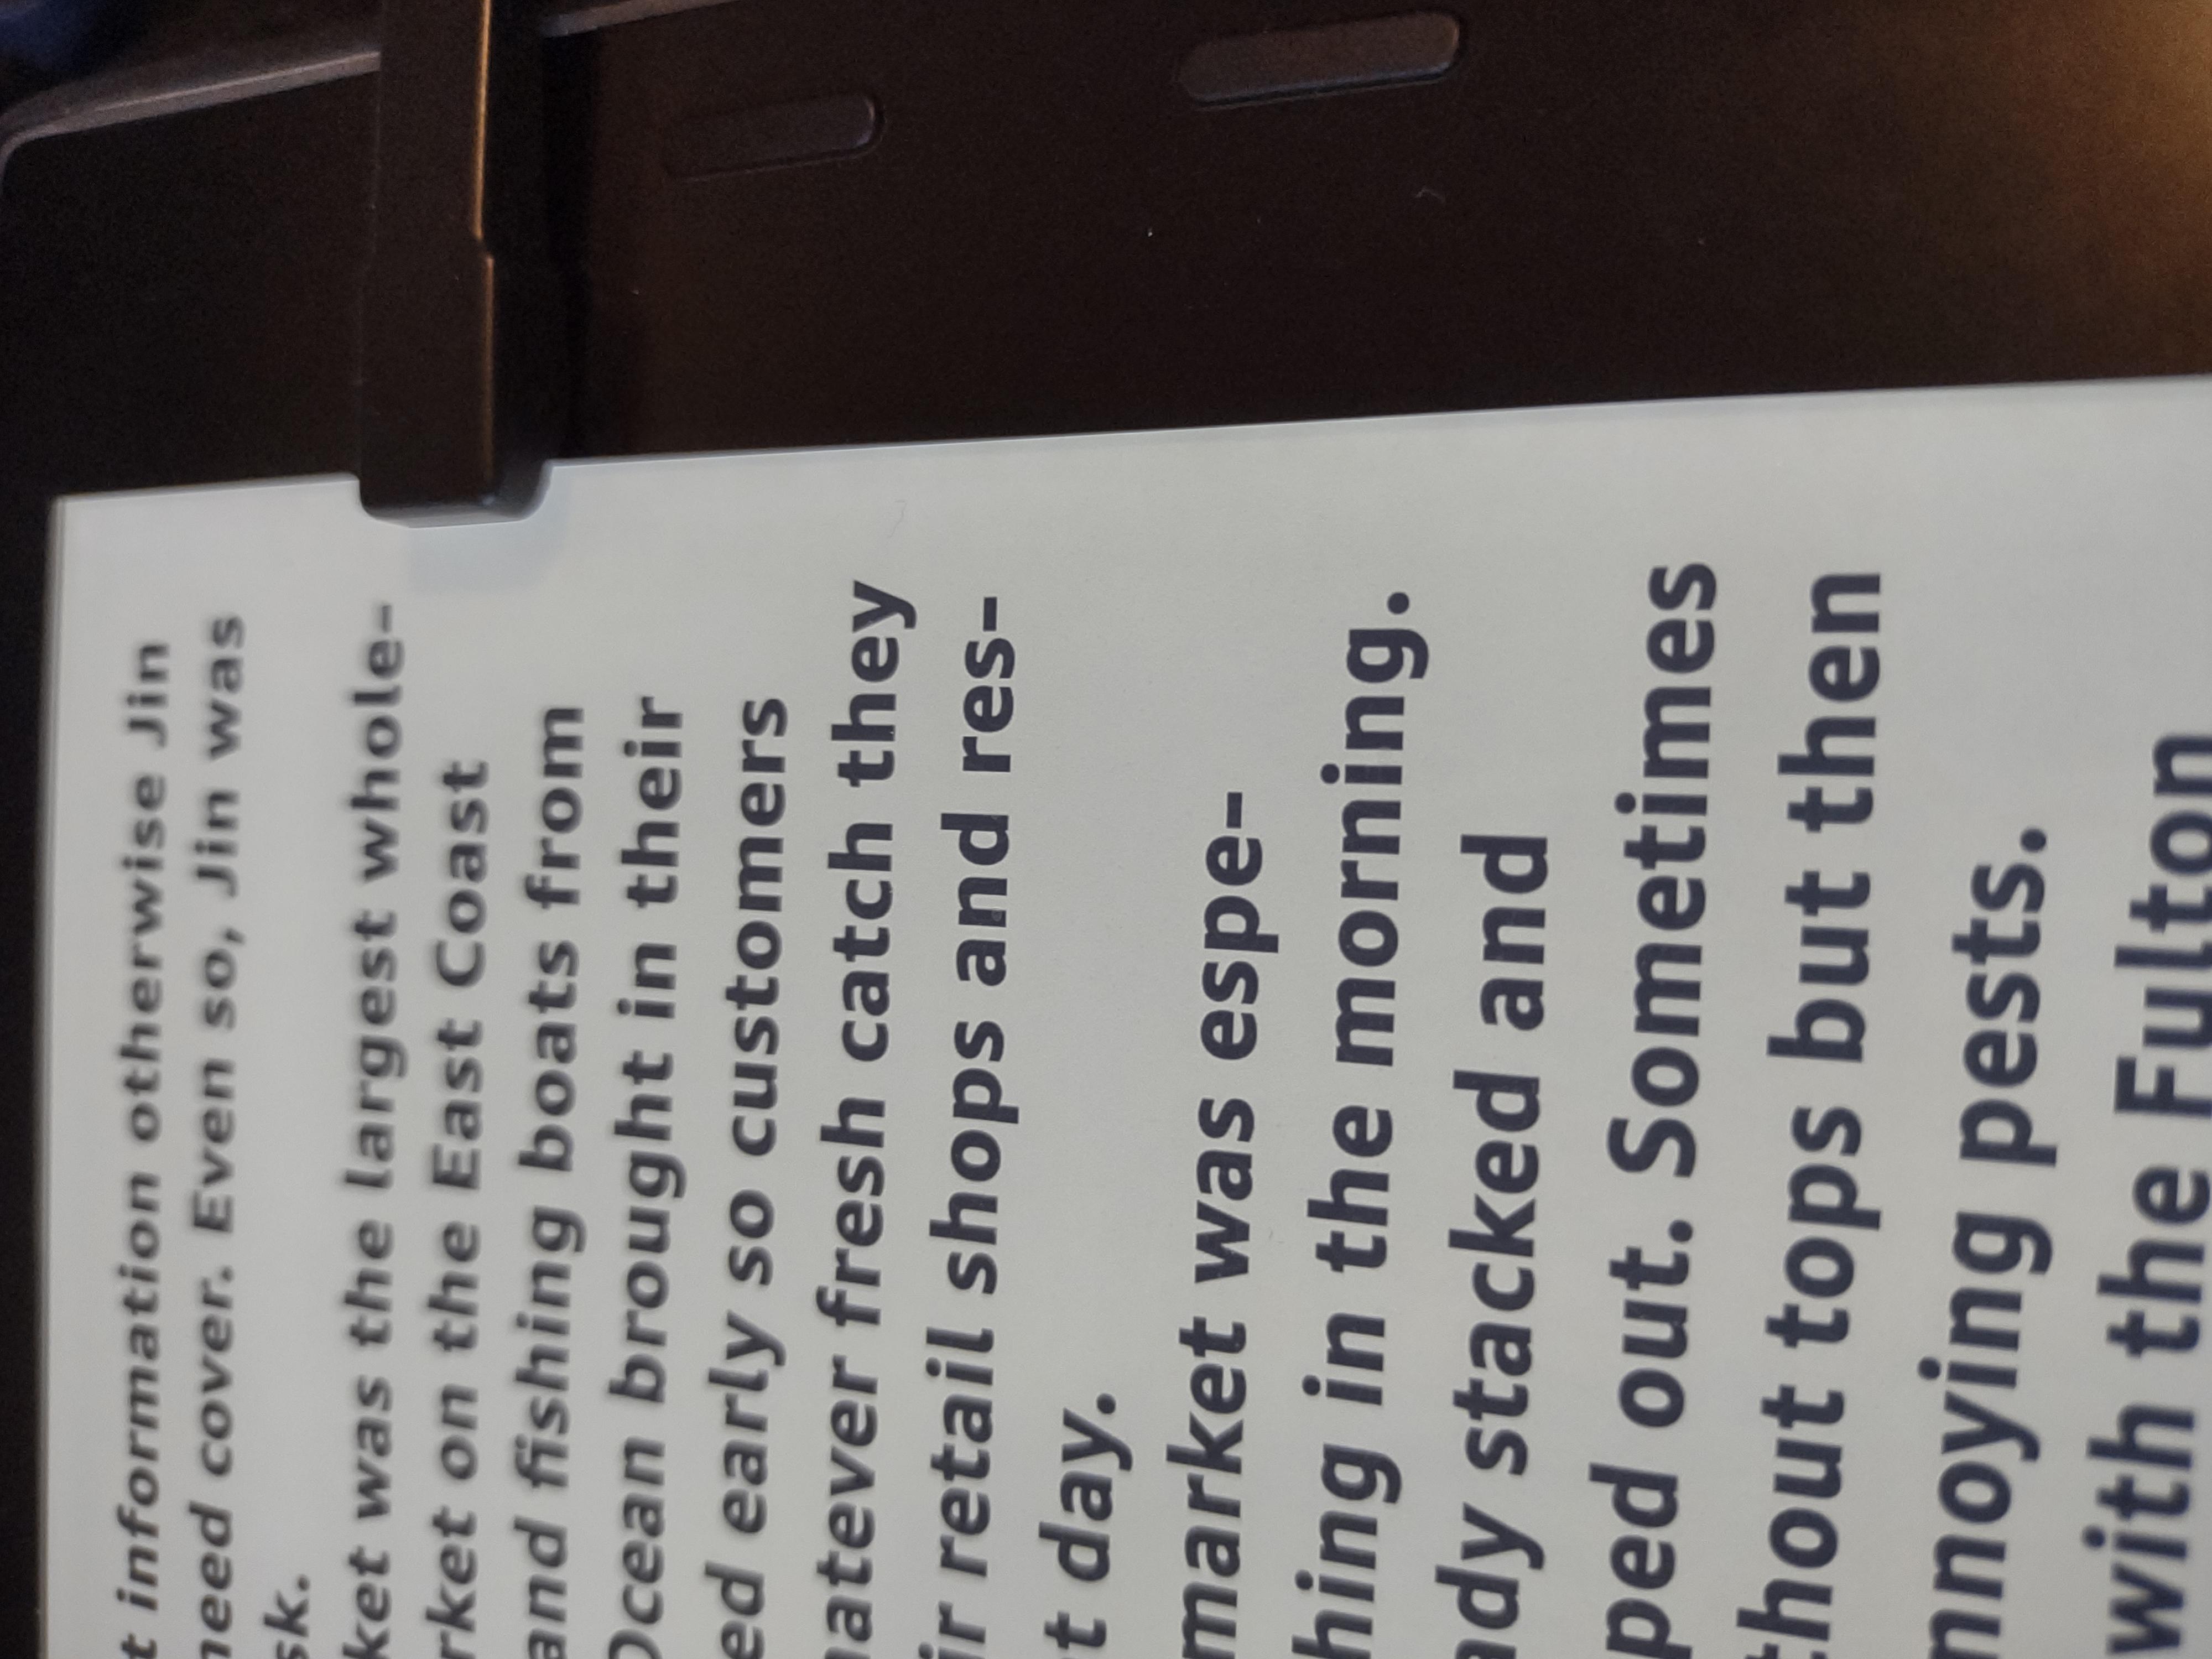 t information otherwise Jin
need cover. Even so, Jin was
sk.
ket was the largest whole-
rket on the East Coast
and fishing boats from
Ocean brought in their
ed early so customers
atever fresh catch they
ir retail shops and res-
t day.
market was espe-
hing in the morning.
dy stacked and
ped out. Sometimes
thout tops but then
nnoying pests.
with the Fulton